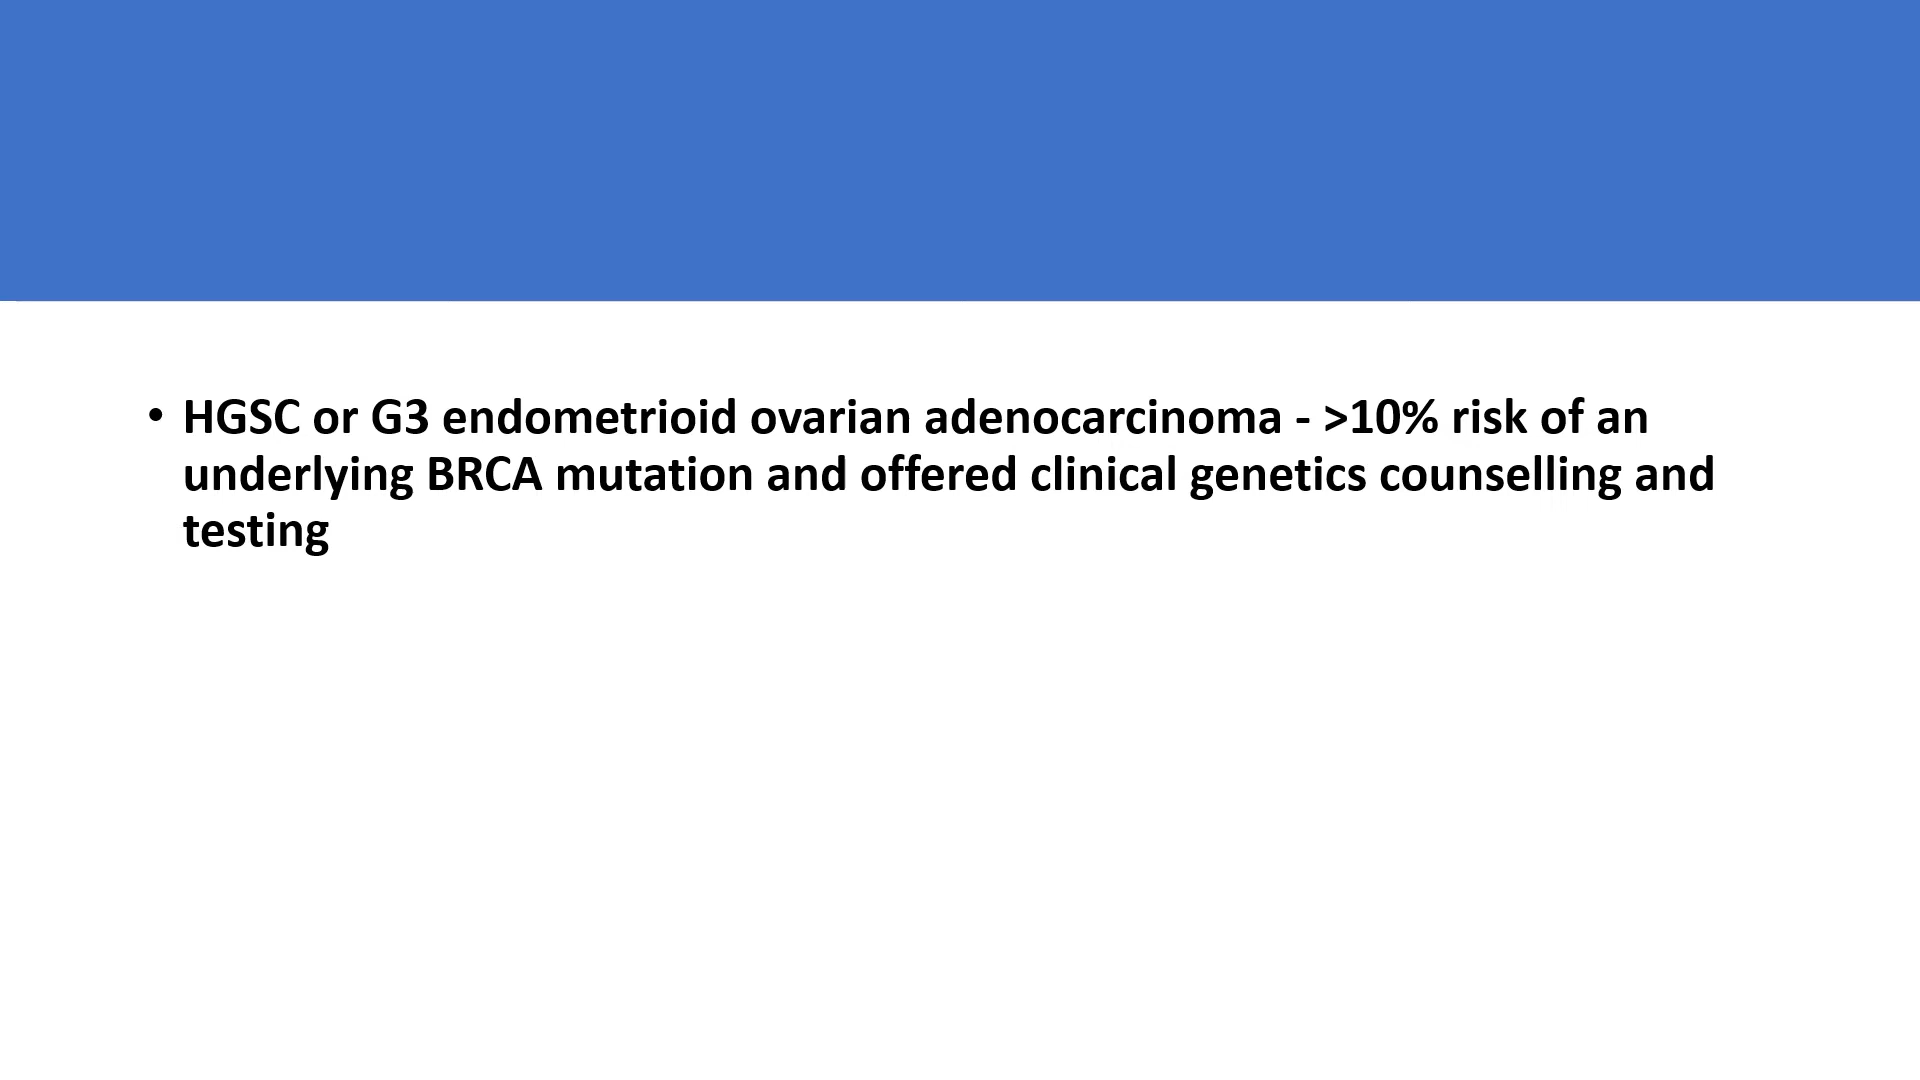 • HGSC or G3 endometrioid ovarian adenocarcinoma - >10% risk of an
underlying BRCA mutation and offered clinical genetics counselling and
testing